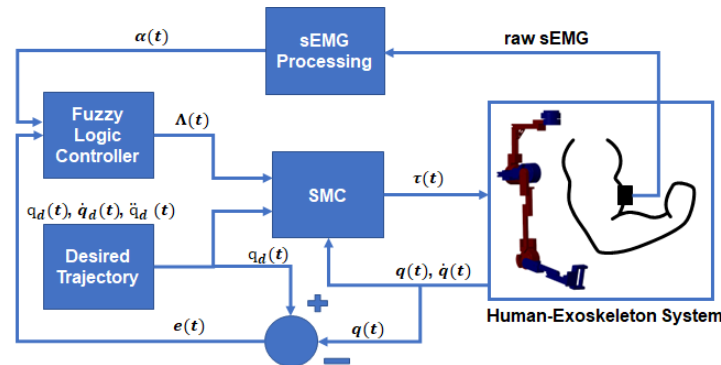 α(t)
sEMG
Processing
raw sEMG
Fuzzy
Logic
Controller
Λ(t)
SMC
τ(t)
q_d(t), q̇_d(t), q̈_d (t)
Desired
Trajectory
q_d(t)
q(t), q̇(t)
+
e(t)
q(t)
−
Human-Exoskeleton System